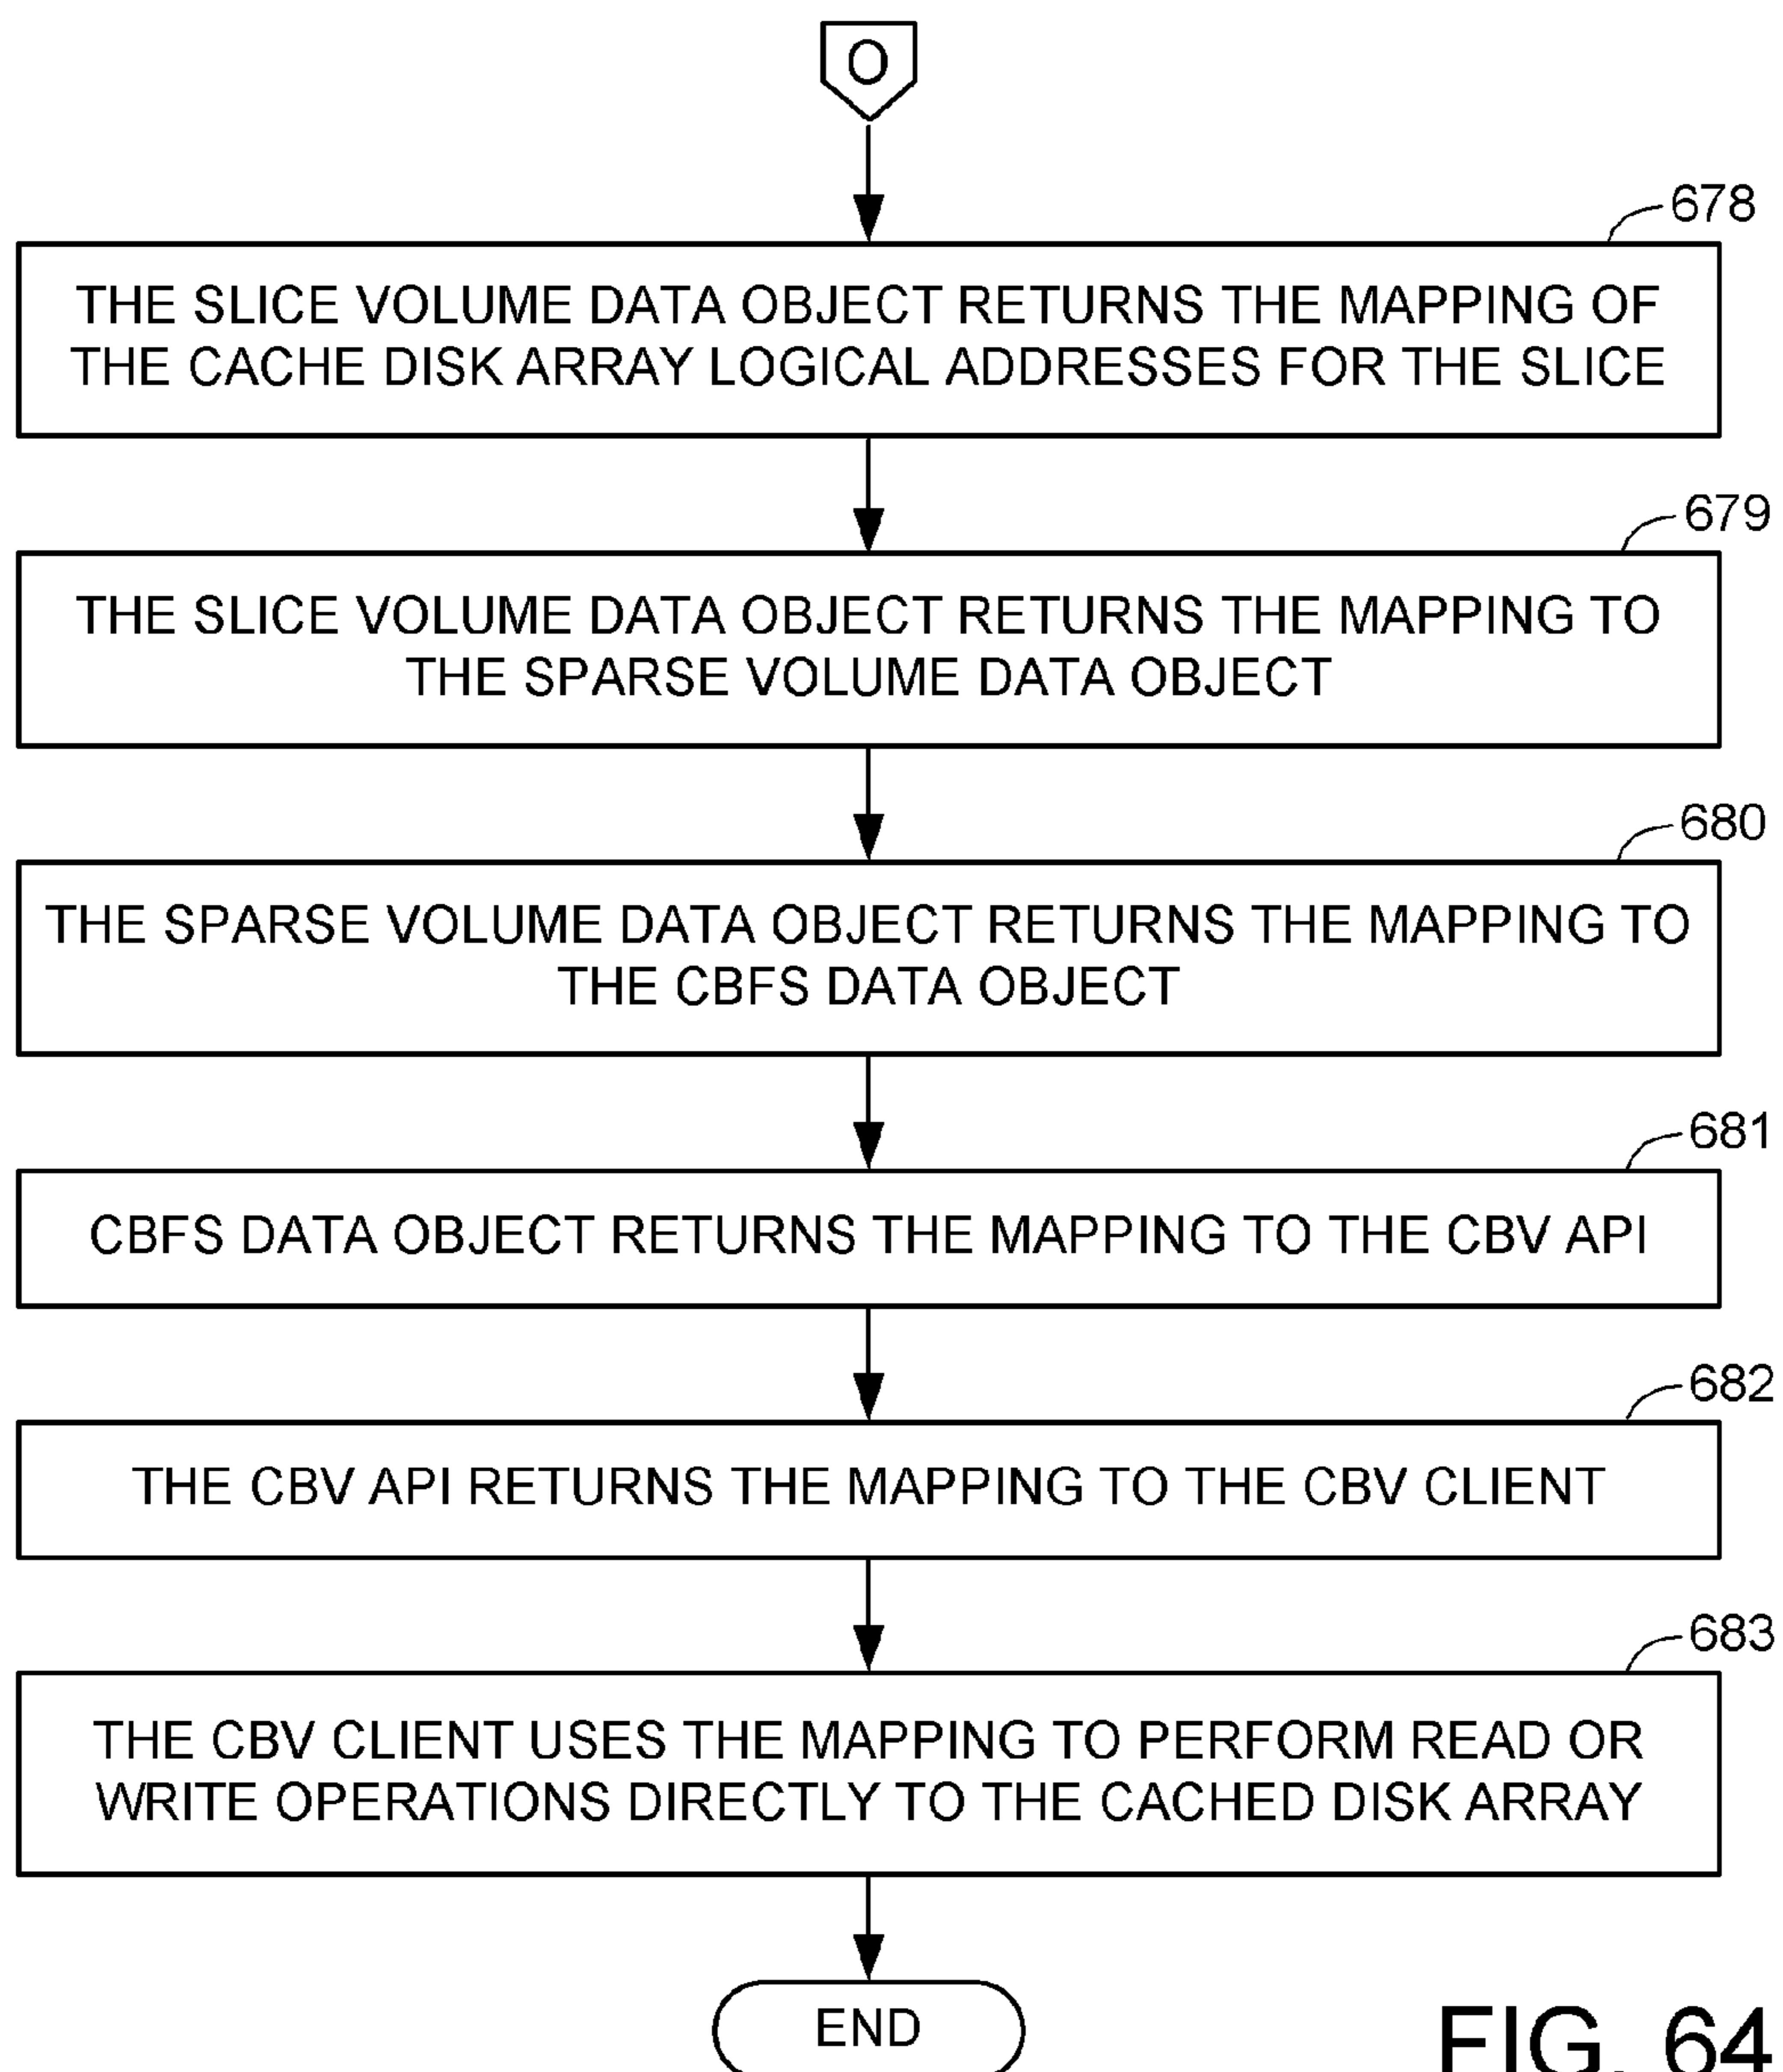 O
678
THE SLICE VOLUME DATA OBJECT RETURNS THE MAPPING OF
THE CACHE DISK ARRAY LOGICAL ADDRESSES FOR THE SLICE
679
THE SLICE VOLUME DATA OBJECT RETURNS THE MAPPING TO
THE SPARSE VOLUME DATA OBJECT
680
THE SPARSE VOLUME DATA OBJECT RETURNS THE MAPPING TO
THE CBFS DATA OBJECT
681
CBFS DATA OBJECT RETURNS THE MAPPING TO THE CBV API
682
THE CBV API RETURNS THE MAPPING TO THE CBV CLIENT
683
THE CBV CLIENT USES THE MAPPING TO PERFORM READ OR
WRITE OPERATIONS DIRECTLY TO THE CACHED DISK ARRAY
END
FIG. 64